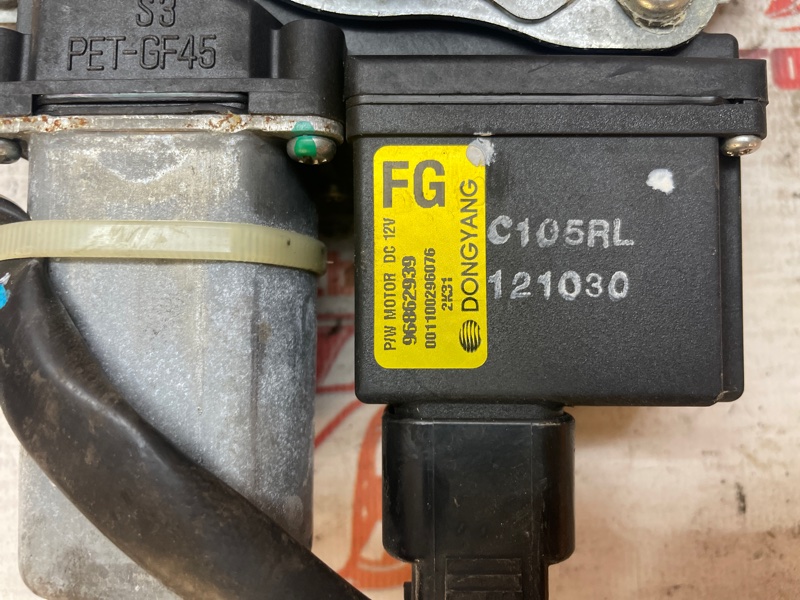 S3
PET-GF45
FG
P/W MOTOR DC 12V
96862939
001100296076
2K31
DONGYANG
C105RL
121030